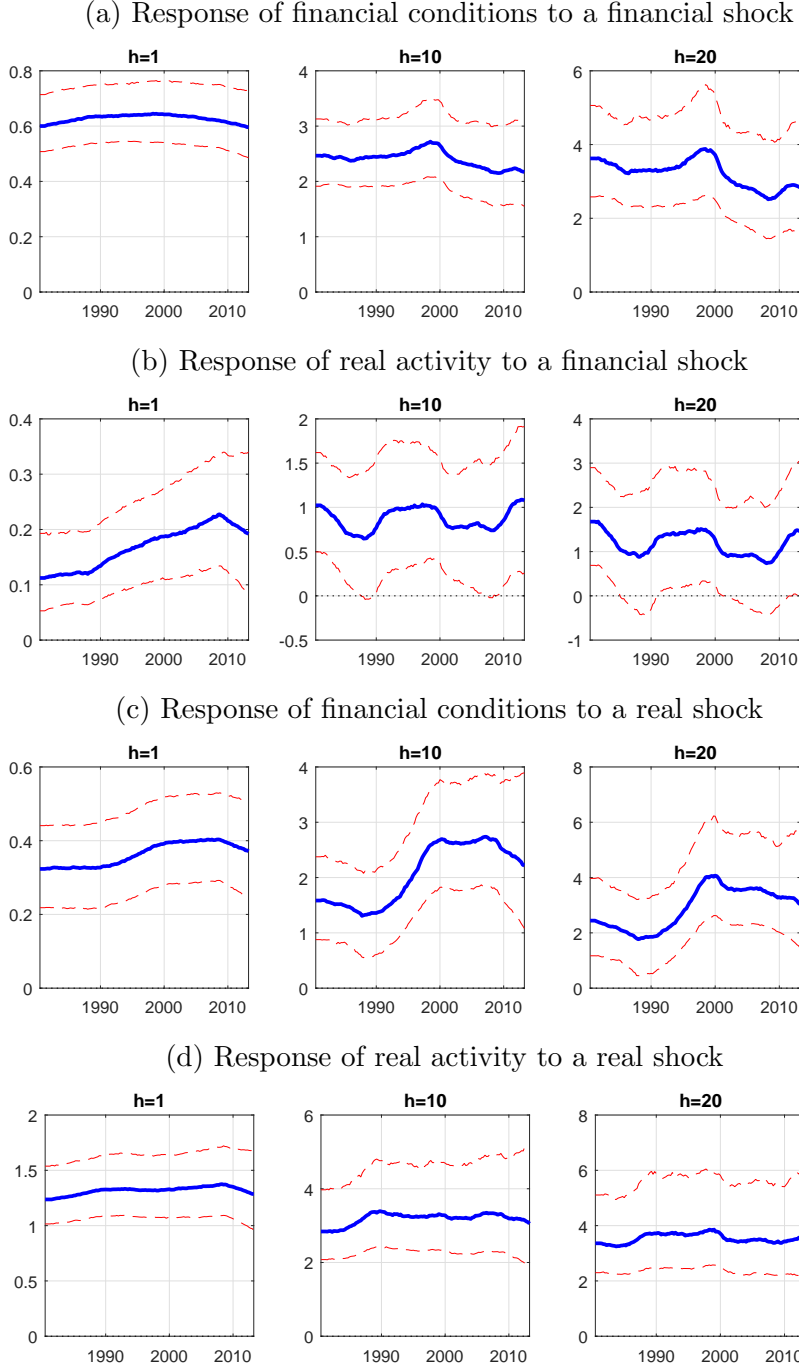 (a) Response of financial conditions to a financial shock
h=1 h=10 h=20
0.8 4 6
0.6 3 4
0.4 2
0.2 1 2
0 0 0
1990 2000 2010 1990 2000 2010 1990 2000 2010
(b) Response of real activity to a financial shock
h=1 h=10 h=20
0.4 2 4
0.3 1.5 3
0.2 1 2
0.1 0.5 1
0 0 0
-0.5 -1
1990 2000 2010 1990 2000 2010 1990 2000 2010
(c) Response of financial conditions to a real shock
h=1 h=10 h=20
0.6 4 8
0.4 3 6
0.2 2 4
0 1 2
0 0
1990 2000 2010 1990 2000 2010 1990 2000 2010
(d) Response of real activity to a real shock
h=1 h=10 h=20
2 6 8
1.5 4 6
1 2 4
0.5 0 2
0 0
1990 2000 2010 1990 2000 2010 1990 2000 2010